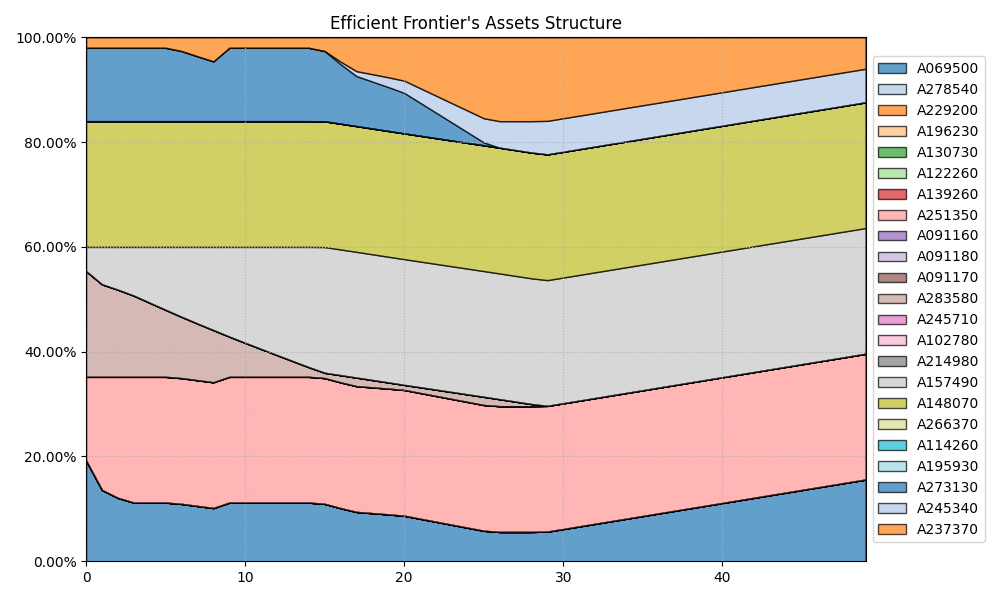 Efficient Frontier's Assets Structure
100.00%
80.00%
60.00%
40.00%
20.00%
0.00%
0
10
20
30
40
A069500
A278540
A229200
A196230
A130730
A122260
A139260
A251350
A091160
A091180
A091170
A283580
A245710
A102780
A214980
A157490
A148070
A266370
A114260
A195930
A273130
A245340
A237370